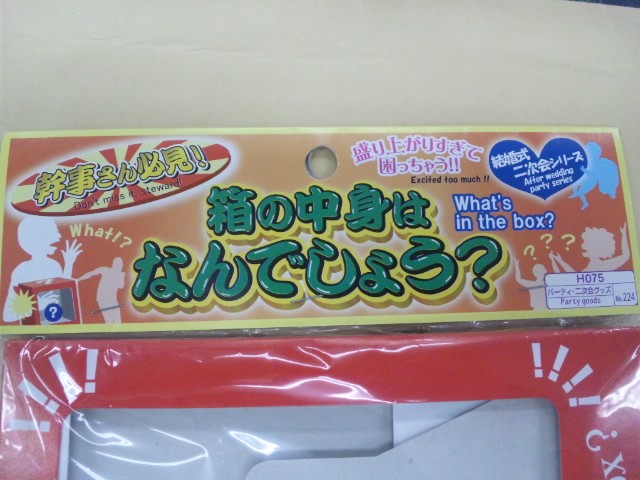 幹事さん必見!
Don't miss it, steward!
盛り上がりすぎて
困っちゃう!!
Excited too much!!
結婚式
二次会シリーズ
After wedding
party series
What!?
箱の中身は
なんでしょう?
What's
in the box?
???
?
H075
パーティ・二次会グッズ
Party goods
No.224
!!!
!!!
?